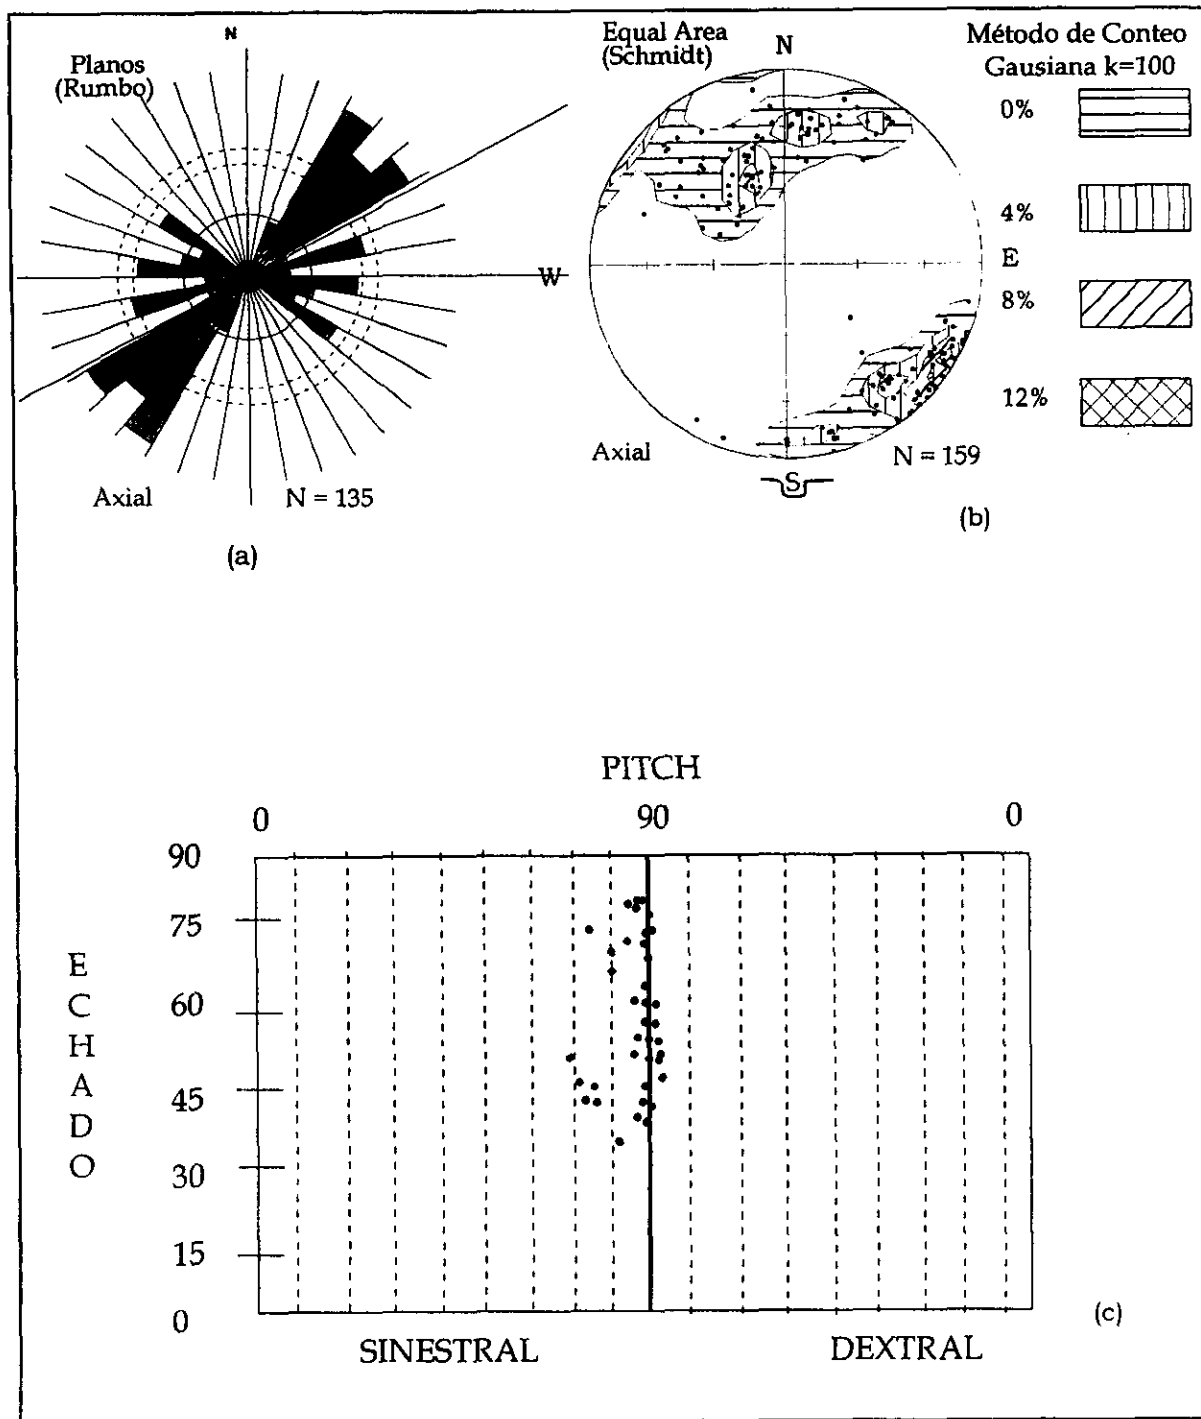 N
Planos
(Rumbo)
W
Axial
N = 135
(a)
Equal Area
(Schmidt)
N
E
Axial
N = 159
S
(b)
Método de Conteo
Gausiana k=100
0%
4%
8%
12%
PITCH
0
90
0
90
75
60
45
30
15
0
E
C
H
A
D
O
SINESTRAL
DEXTRAL
(c)